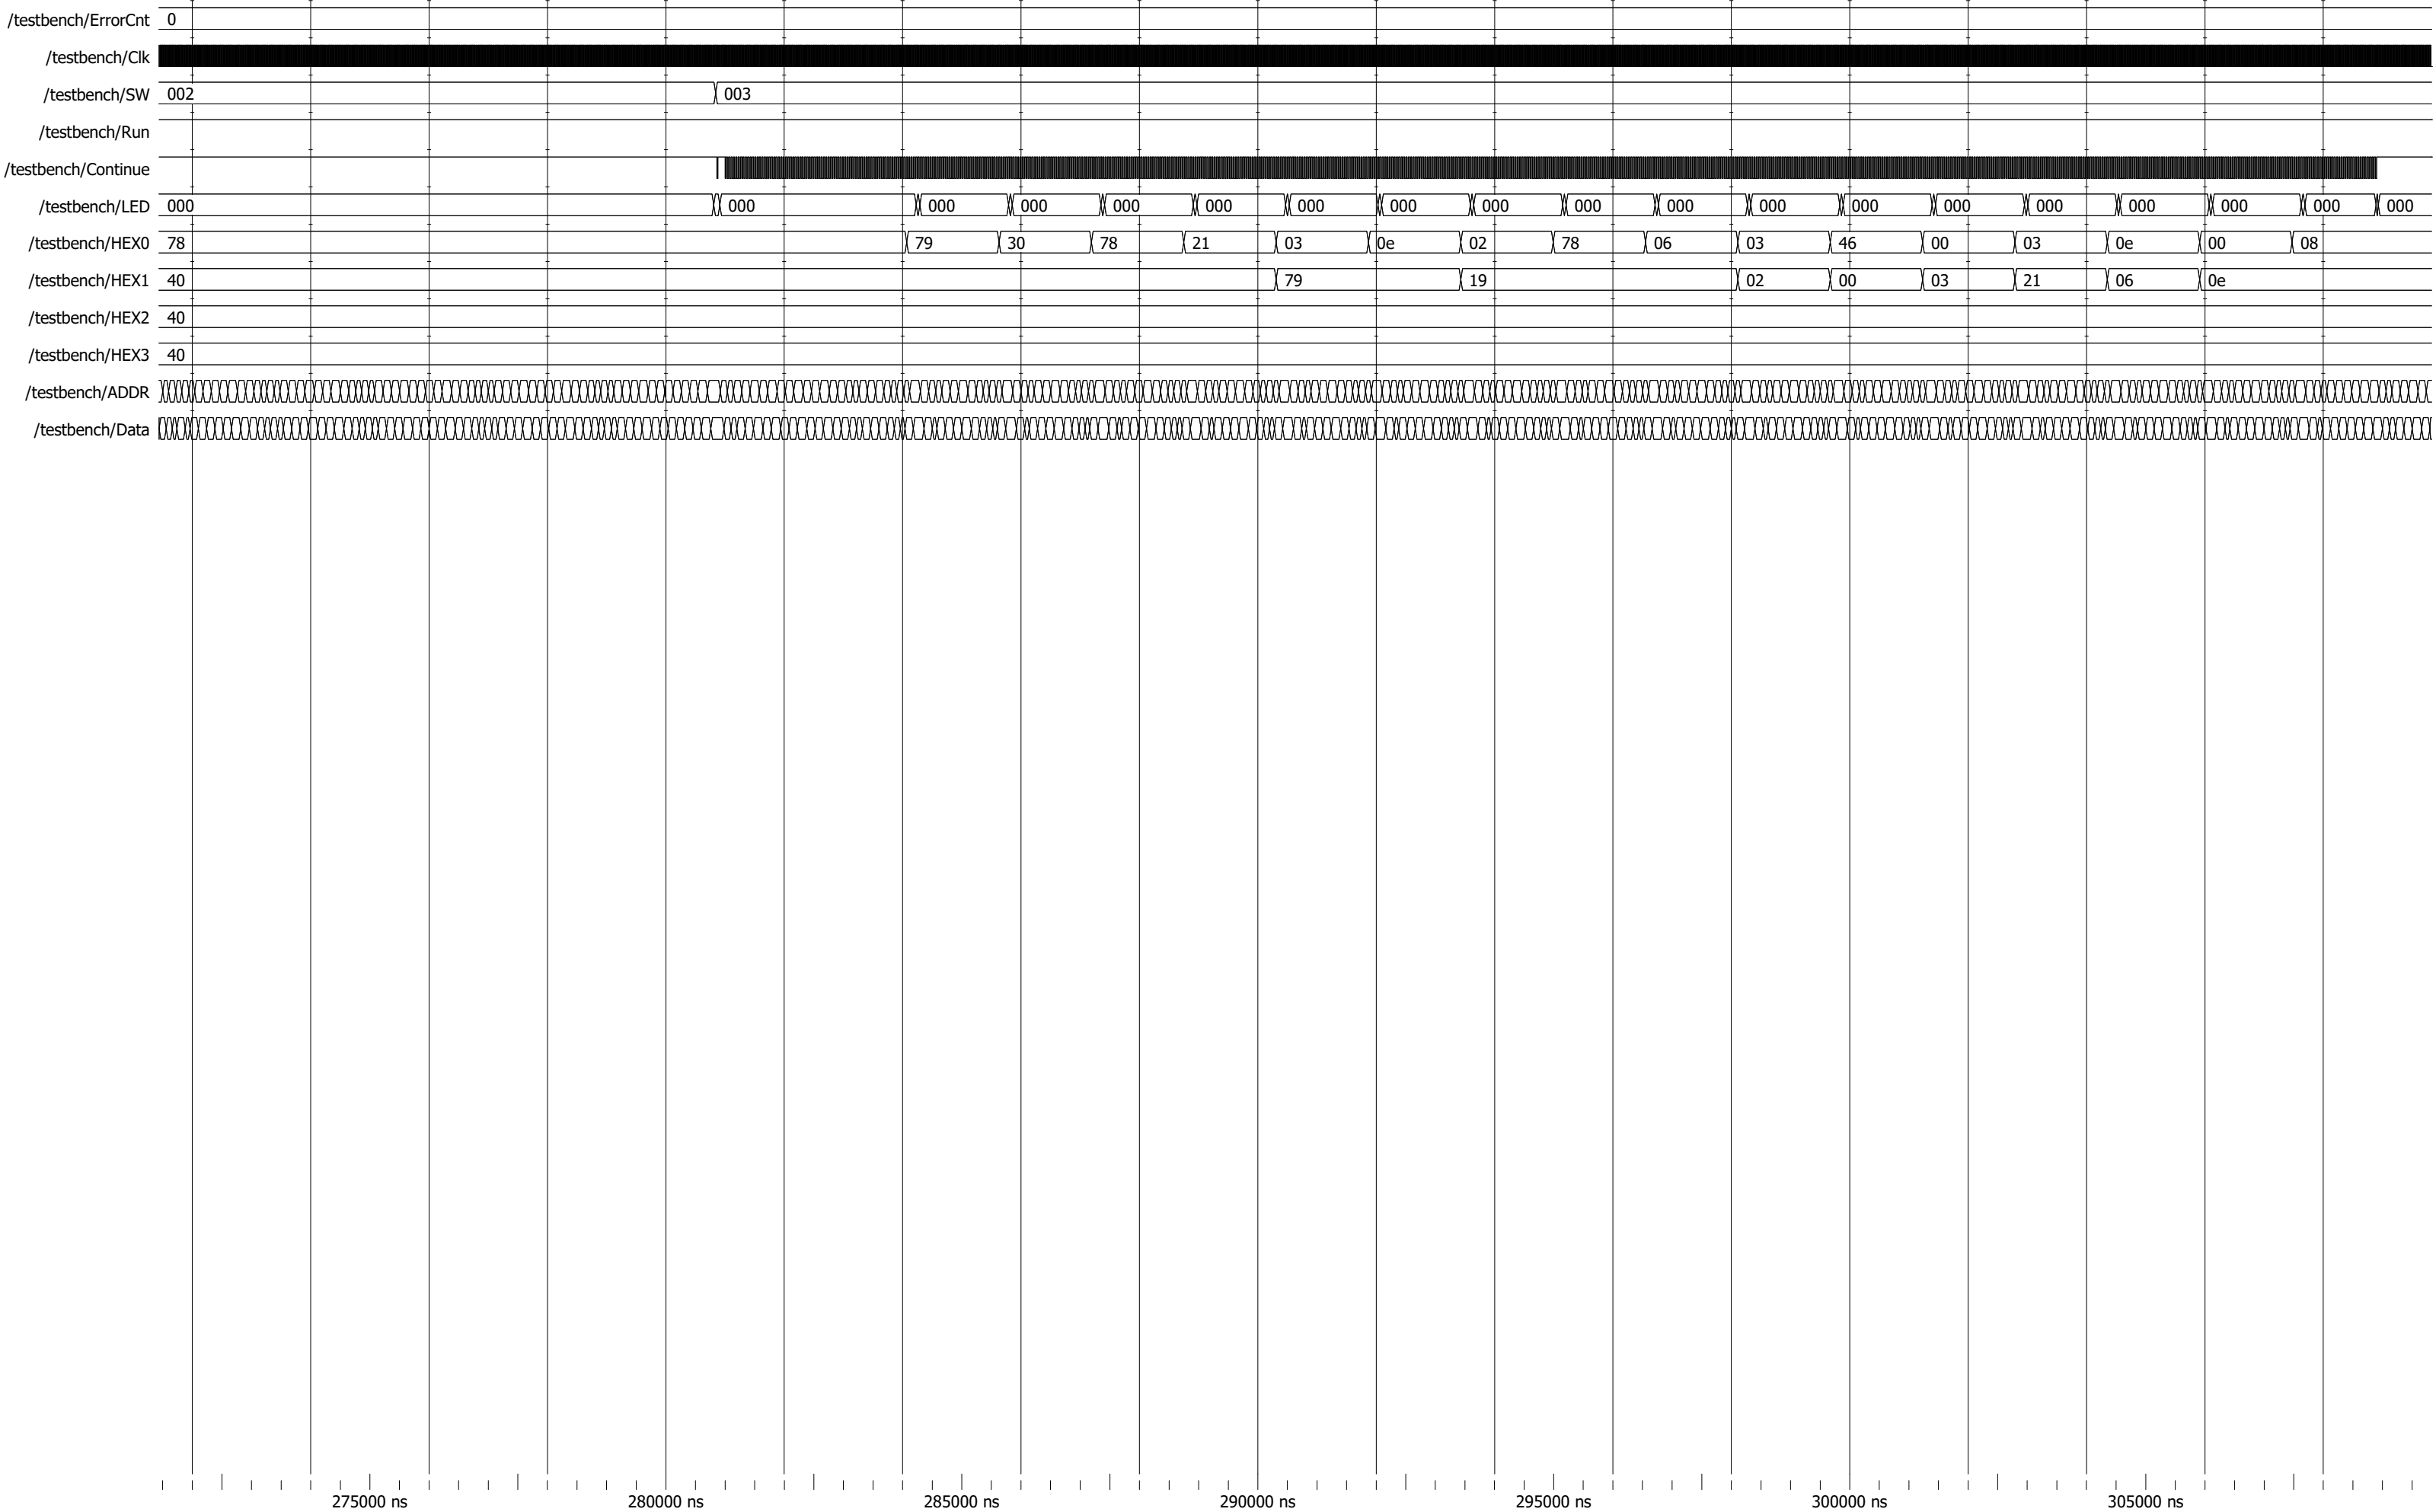 /testbench/ErrorCnt 0
/testbench/Clk
/testbench/SW 002 003
/testbench/Run
/testbench/Continue
/testbench/LED 000 000 000 000 000 000 000 000 000 000 000 000 000 000 000 000 000 000 000
/testbench/HEX0 78 79 30 78 21 03 0e 02 78 06 03 46 00 03 0e 00 08
/testbench/HEX1 40 79 19 02 00 03 21 06 0e
/testbench/HEX2 40
/testbench/HEX3 40
/testbench/ADDR
/testbench/Data
275000 ns 280000 ns 285000 ns 290000 ns 295000 ns 300000 ns 305000 ns